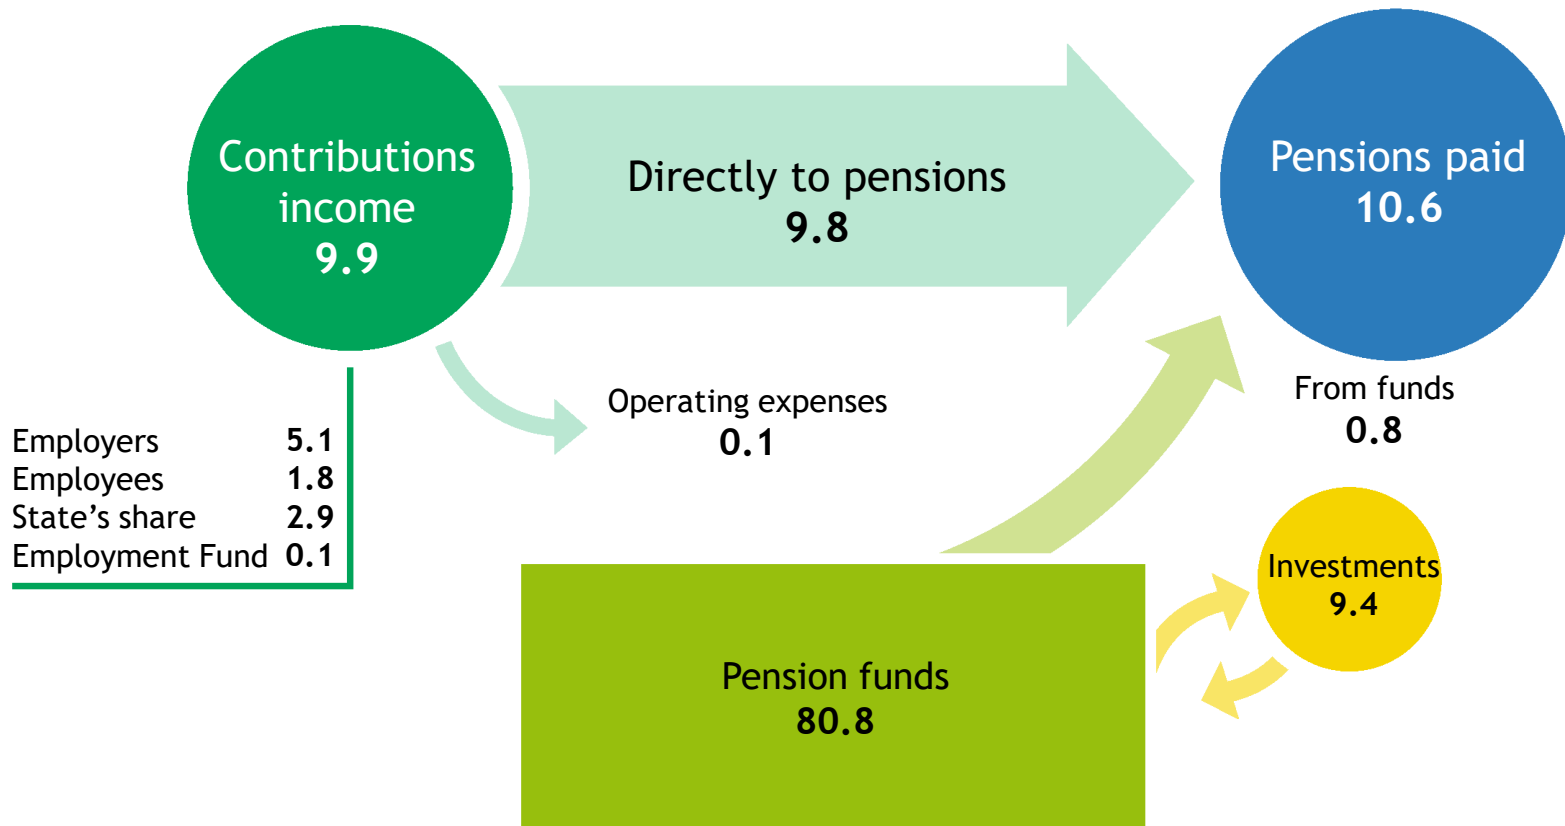 Contributions
income
9.9
Directly to pensions
9.8
Pensions paid
10.6
Operating expenses
0.1
From funds
0.8
Employers 5.1
Employees 1.8
State’s share 2.9
Employment Fund 0.1
Investments
9.4
Pension funds
80.8